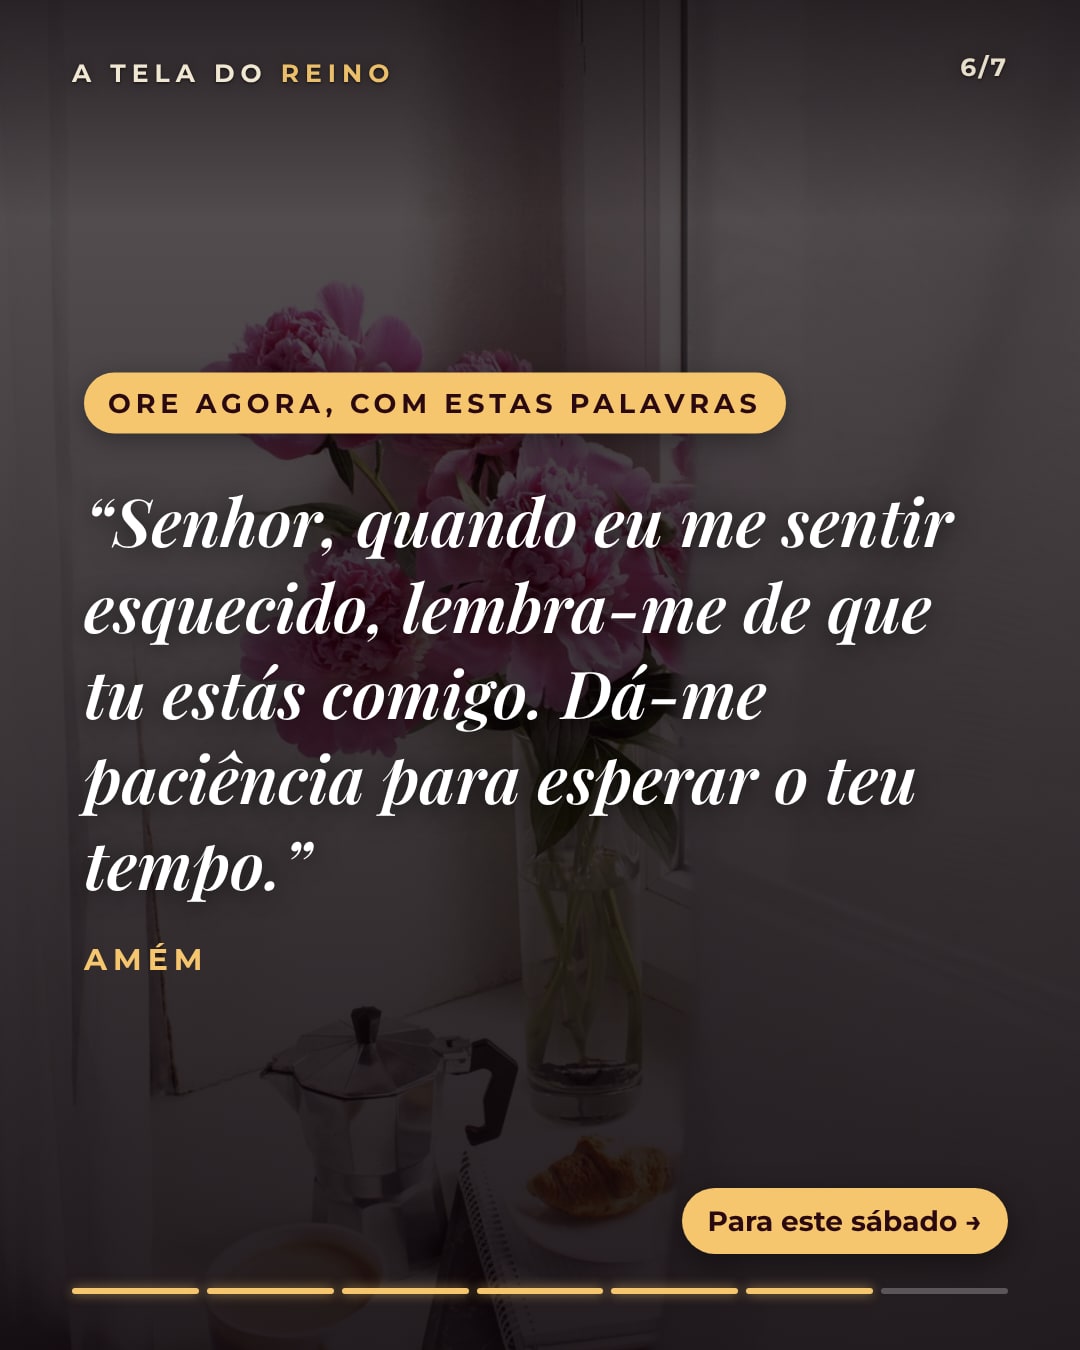 A TELA DO REINO
6/7
ORE AGORA, COM ESTAS PALAVRAS
“Senhor, quando eu me sentir
esquecido, lembra-me de que
tu estás comigo. Dá-me
paciência para esperar o teu
tempo.”
AMÉM
Para este sábado →